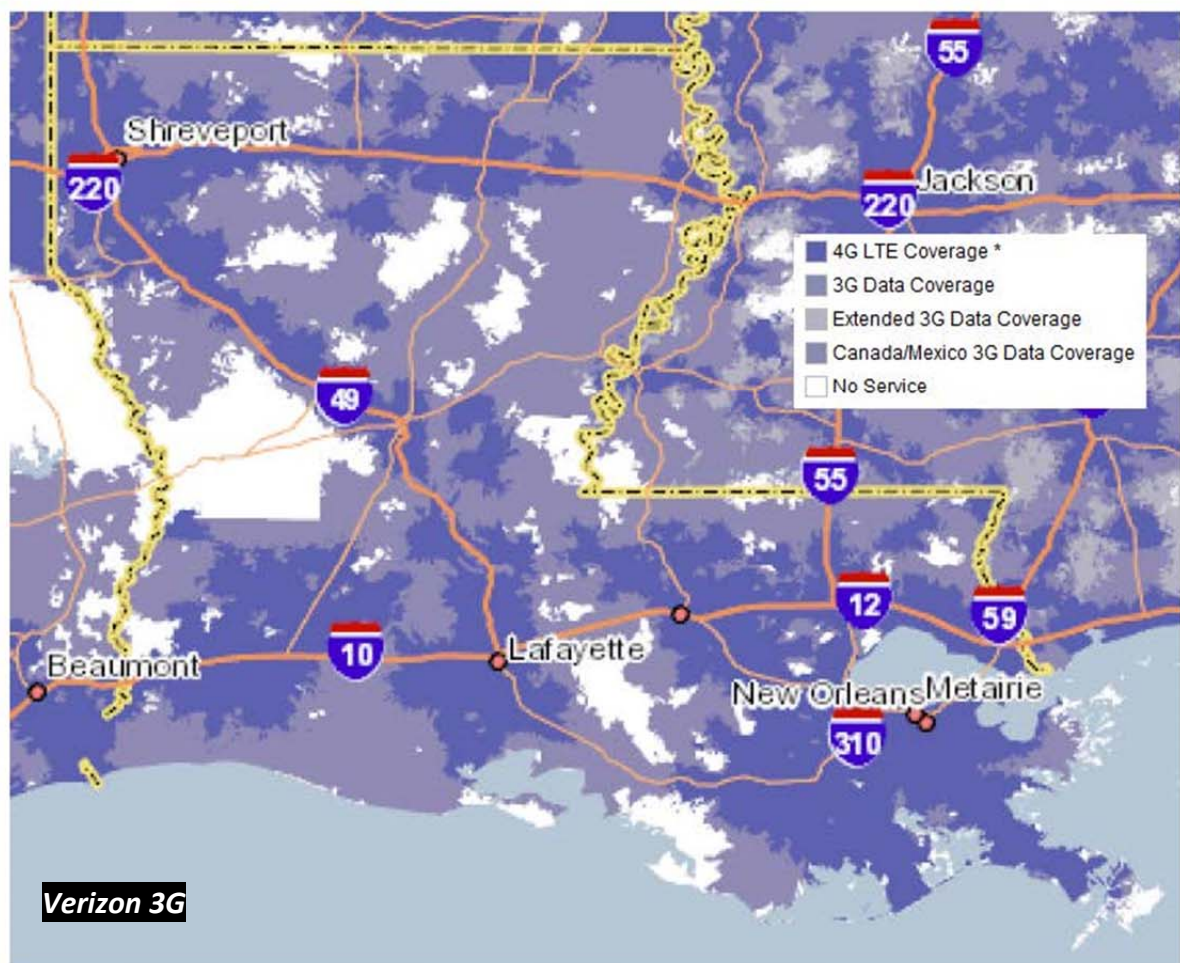 55
Shreveport
220
220
Jackson
4G LTE Coverage *
3G Data Coverage
Extended 3G Data Coverage
Canada/Mexico 3G Data Coverage
No Service
49
55
12
59
10
Lafayette
Beaumont
New Orleans
Metairie
310
Verizon 3G